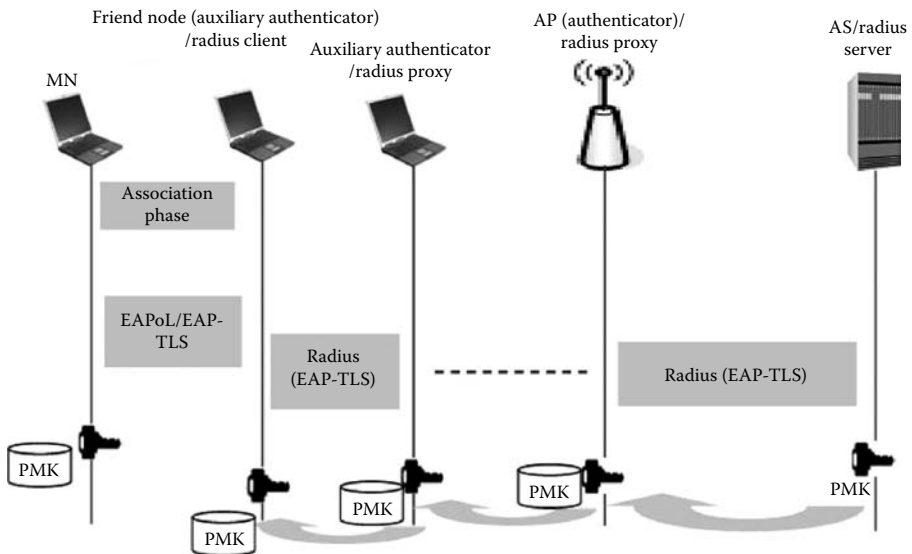 Friend node (auxiliary authenticator)
/radius client
Auxiliary authenticator
/radius proxy
AP (authenticator)/
radius proxy
AS/radius
server
MN
Association
phase
EAPoL/EAP-
TLS
Radius
(EAP-TLS)
Radius (EAP-TLS)
PMK
PMK
PMK
PMK
PMK